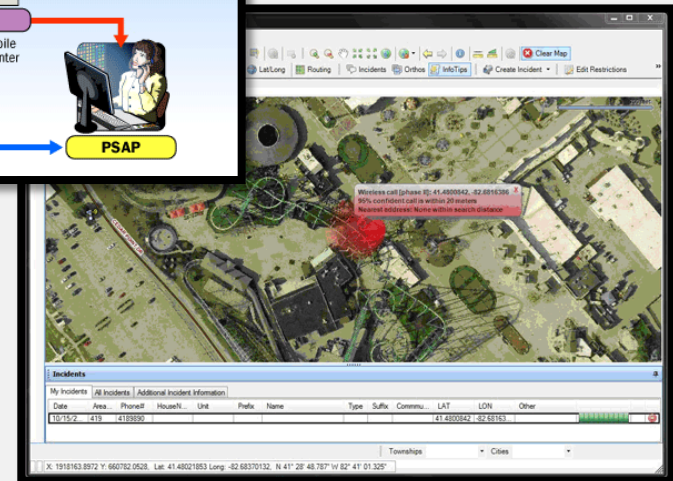 bile
nter
PSAP
Clear Map
Lat/Long Routing Incidents Orthos InfoTips Create Incident Edit Restrictions
Wireless call [phase II]: 41.4800842, -82.6816386
95% confident call is within 20 meters
Nearest address: None within search distance
Incidents
My Incidents All Incidents Additional Incident Information
Date Area... Phone# HouseN... Unit Prefix Name Type Suffix Commmu... LAT LON Other
10/15/2... 419 4189890 41.4800842 -82.68163...
Townships Cities
X: 1918163.8972 Y: 660782.0528, Lat: 41.48021853 Long: -82.68370132, N 41° 28' 48.787" W 82° 41' 01.325"